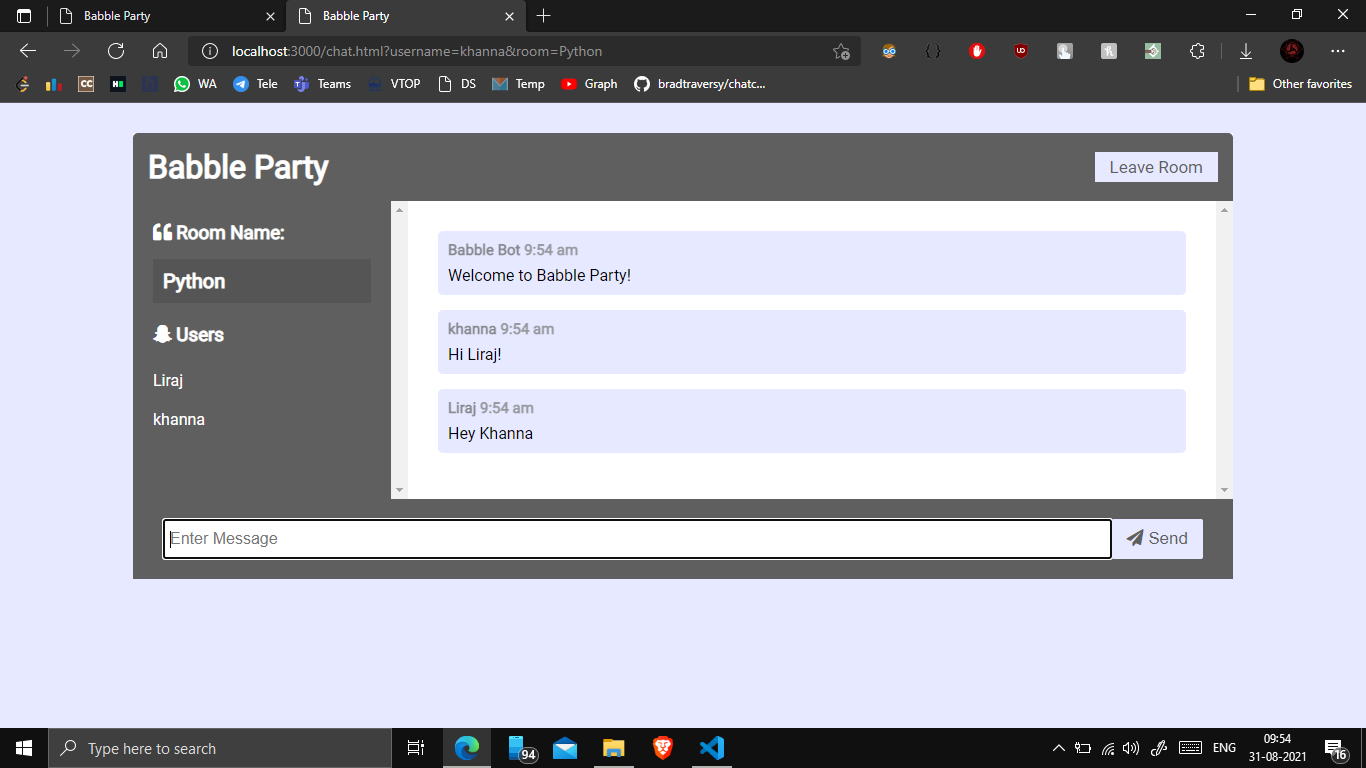 Babble Party
Babble Party
localhost:3000/chat.html?username=khanna&room=Python
WA
Tele
Teams
VTOP
DS
Temp
Graph
bradtraversy/chatc...
Other favorites
Babble Party
Leave Room
Room Name:
Python
Users
Liraj
khanna
Babble Bot 9:54 am
Welcome to Babble Party!
khanna 9:54 am
Hi Liraj!
Liraj 9:54 am
Hey Khanna
Enter Message
Send
Type here to search
94
ENG
09:54
31-08-2021
16